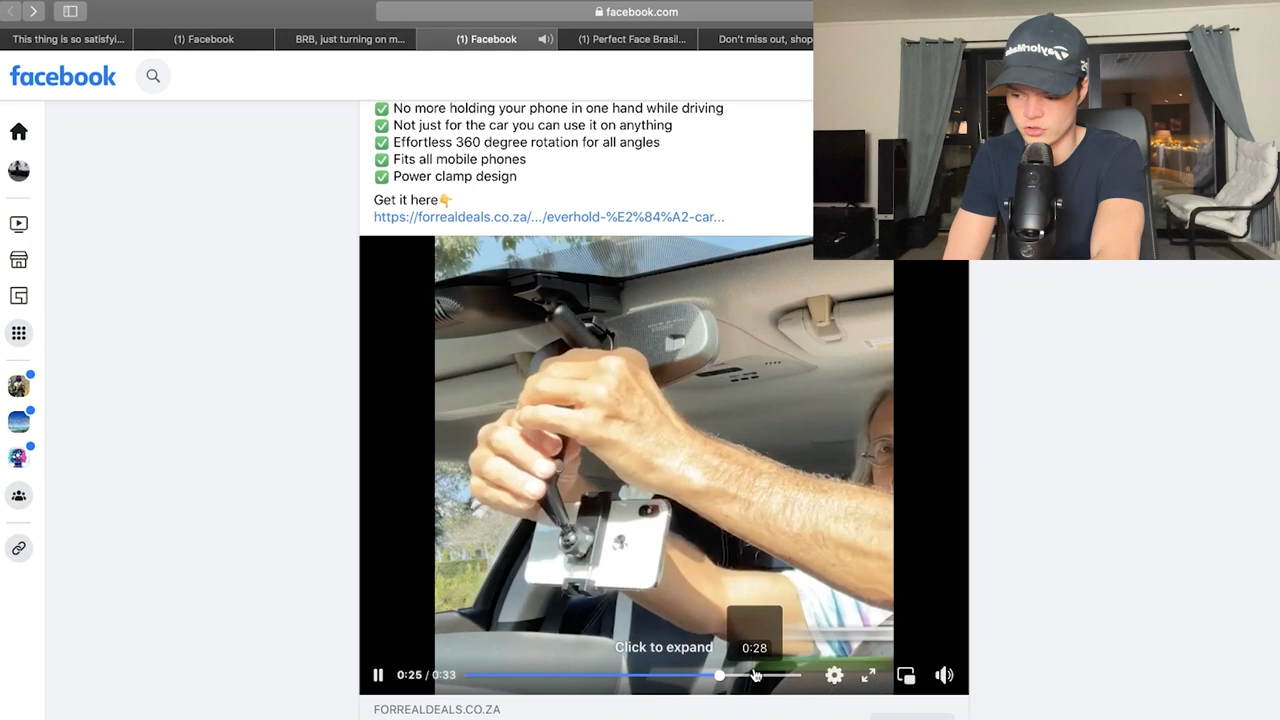 facebook.com
This thing is so satisfyi...
(1) Facebook
BRB, just turning on m...
(1) Facebook
(1) Perfect Face Brasil...
Don't miss out, shop
facebook
No more holding your phone in one hand while driving
Not just for the car you can use it on anything
Effortless 360 degree rotation for all angles
Fits all mobile phones
Power clamp design
Get it here👇
https://forrealdeals.co.za/.../everhold-%E2%84%A2-car...
TaylorMade
Click to expand
0:28
0:25 / 0:33
FORREALDEALS.CO.ZA